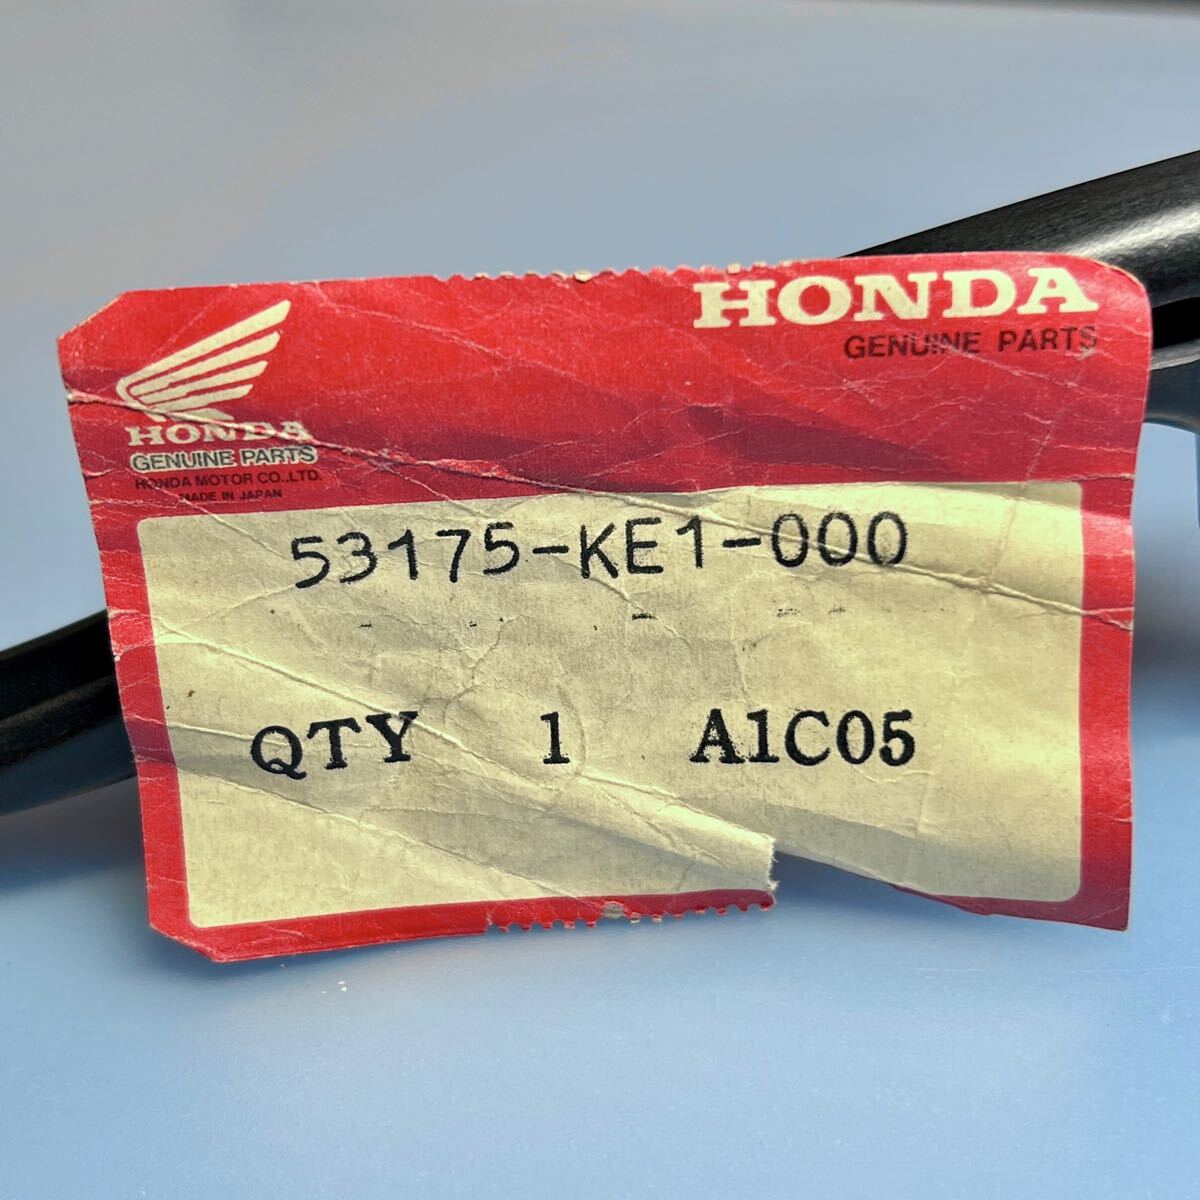 HONDA
GENUINE PARTS
HONDA
GENUINE PARTS
HONDA MOTOR CO.,LTD.
MADE IN JAPAN
53175-KE1-000
QTY 1 A1C05